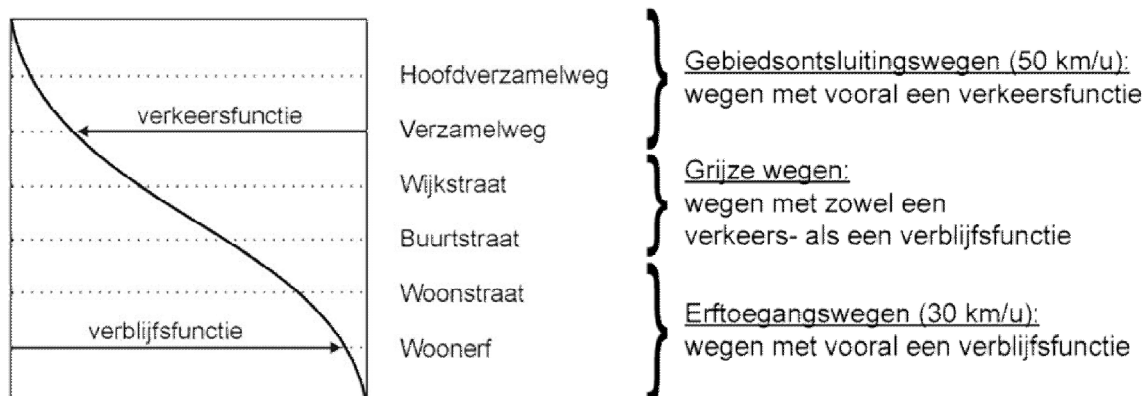 verkeersfunctie
verblijfsfunctie
Hoofdverzamelweg
Verzamelweg
Wijkstraat
Buurtstraat
Woonstraat
Woonerf
Gebiedsontsluitingswegen (50 km/u):
wegen met vooral een verkeersfunctie
Grijze wegen:
wegen met zowel een
verkeers- als een verblijfsfunctie
Erftoegangswegen (30 km/u):
wegen met vooral een verblijfsfunctie